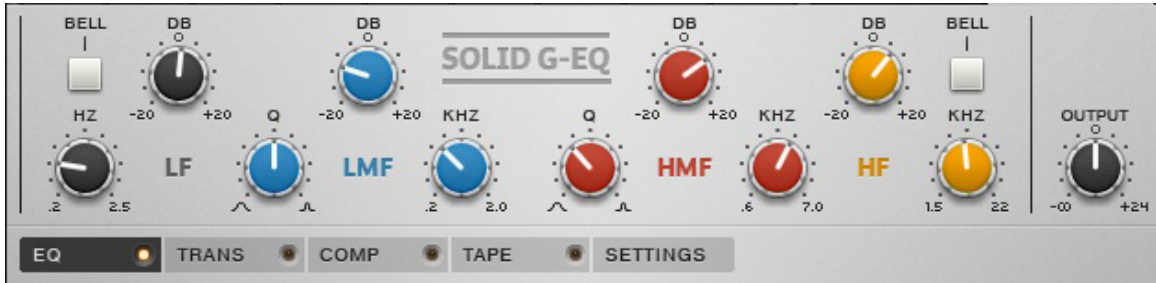 BELL DB DB SOLID G-EQ DB DB BELL
-20 +20 -20 +20 -20 +20 -20 +20
HZ Q KHZ Q KHZ KHZ OUTPUT
LF LMF HMF HF
.2 2.5 .2 2.0 .6 7.0 1.5 22 -∞ +24
EQ TRANS COMP TAPE SETTINGS